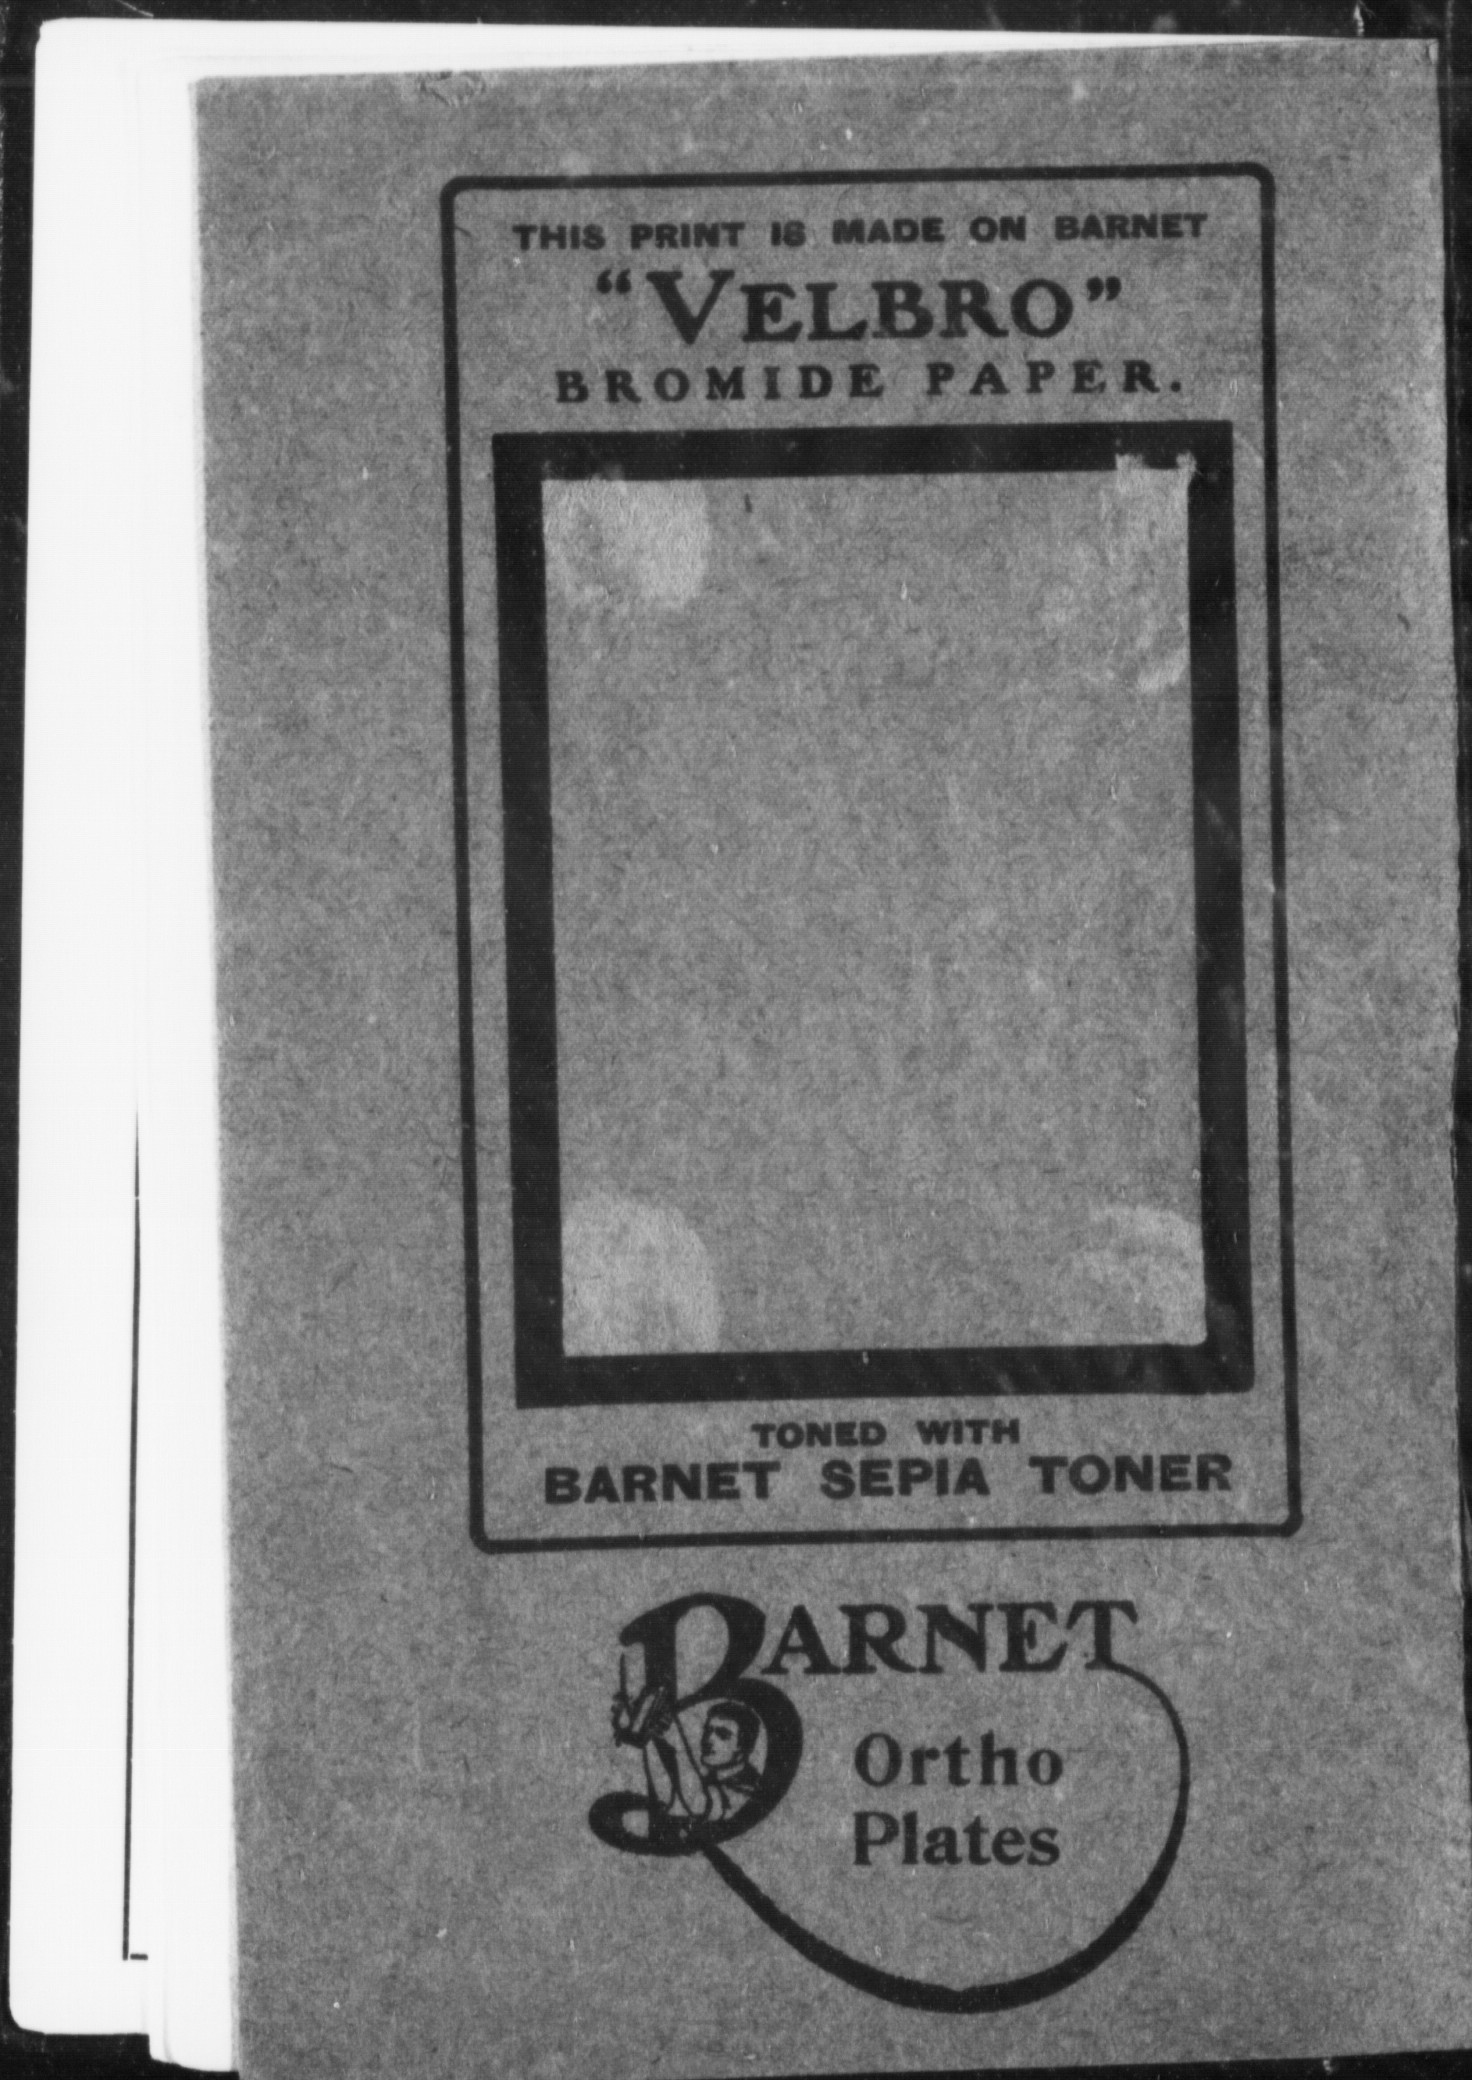 THIS PRINT IS MADE ON BARNET
“VELBRO”
BROMIDE PAPER.
TONED WITH
BARNET SEPIA TONER
BARNET
Ortho
Plates